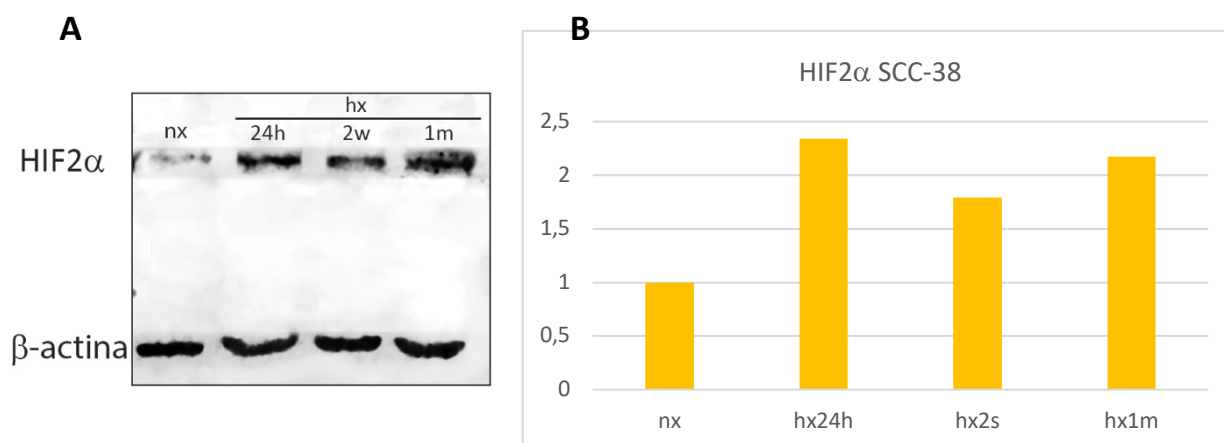 A
hx
nx 24h 2w 1m
HIF2α
β-actina
B
HIF2α SCC-38
2,5
2
1,5
1
0,5
0
nx hx24h hx2s hx1m